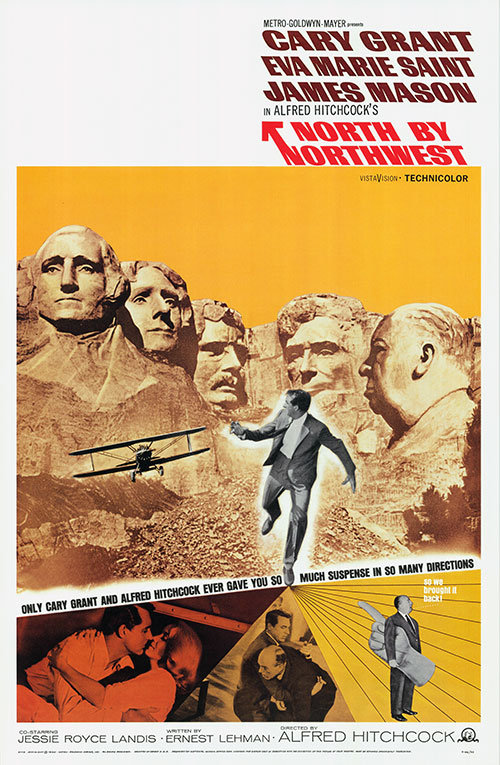 METRO-GOLDWYN-MAYER presents
CARY GRANT
EVA MARIE SAINT
JAMES MASON
IN ALFRED HITCHCOCK'S
NORTH BY
NORTHWEST
VISTAVISION · TECHNICOLOR
ONLY CARY GRANT AND ALFRED HITCHCOCK EVER GAVE YOU SO MUCH SUSPENSE IN SO MANY DIRECTIONS
so we
brought it
back!
CO-STARRING
JESSIE ROYCE LANDIS ·
WRITTEN BY
ERNEST LEHMAN ·
DIRECTED BY
ALFRED HITCHCOCK
MGM